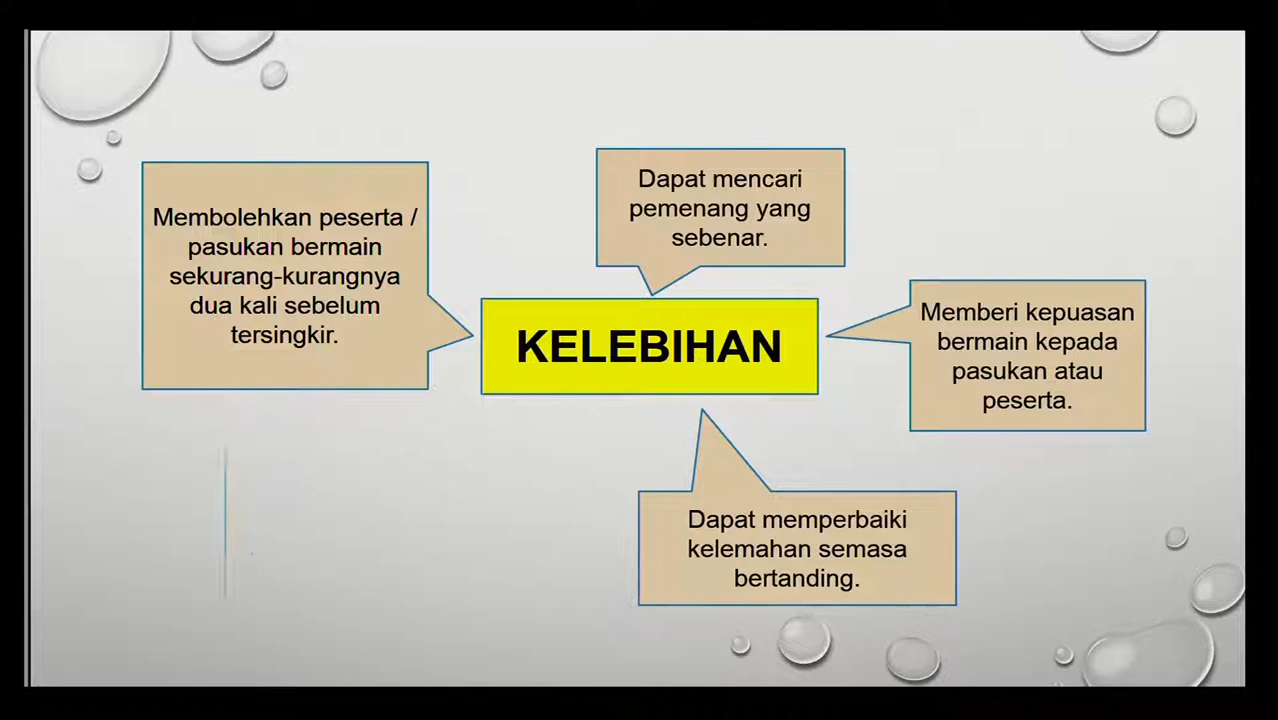 Dapat mencari
pemenang yang
sebenar.
Membolehkan peserta /
pasukan bermain
sekurang-kurangnya
dua kali sebelum
tersingkir.
KELEBIHAN
Memberi kepuasan
bermain kepada
pasukan atau
peserta.
Dapat memperbaiki
kelemahan semasa
bertanding.